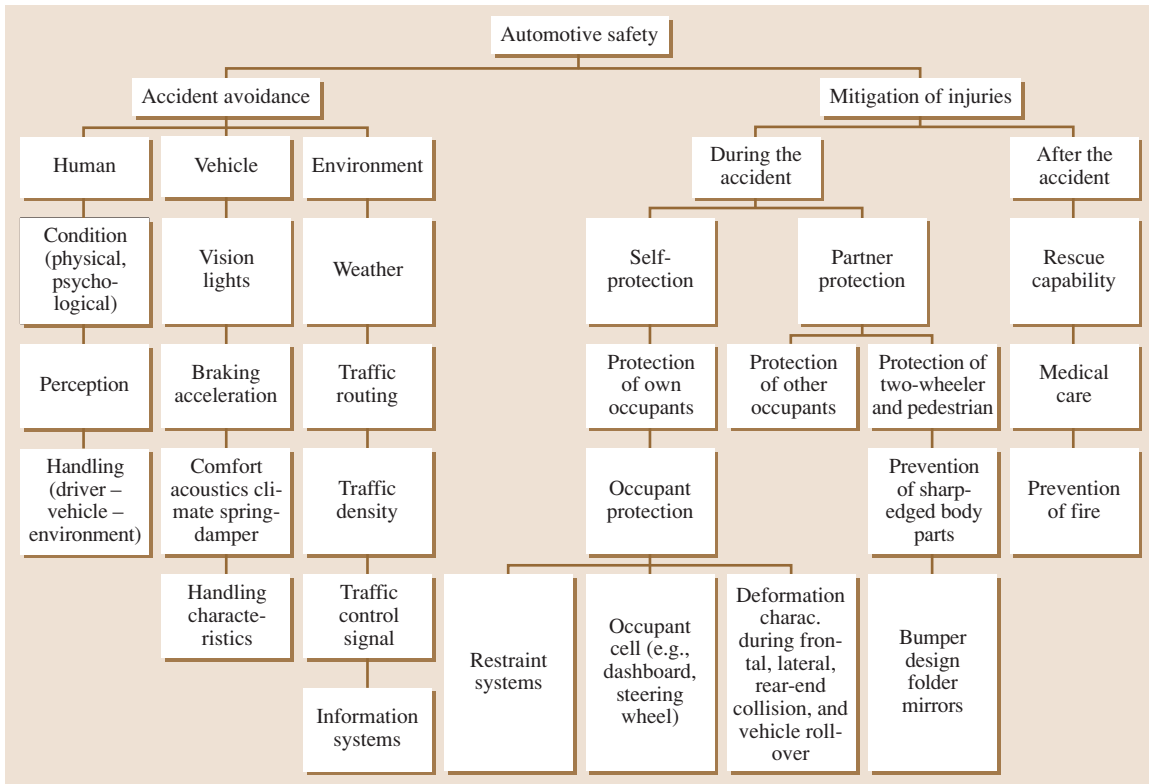 Automotive safety
Accident avoidance
Mitigation of injuries
Human
Vehicle
Environment
During the
accident
After the
accident
Condition
(physical,
psycho-
logical)
Vision
lights
Weather
Self-
protection
Partner
protection
Rescue
capability
Perception
Braking
acceleration
Traffic
routing
Protection
of own
occupants
Protection
of other
occupants
Protection of
two-wheeler
and pedestrian
Medical
care
Handling
(driver –
vehicle –
environment)
Comfort
acoustics cli-
mate spring-
damper
Traffic
density
Occupant
protection
Prevention
of sharp-
edged body
parts
Prevention
of fire
Handling
characte-
ristics
Traffic
control
signal
Restraint
systems
Occupant
cell (e.g.,
dashboard,
steering
wheel)
Deformation
charac.
during fron-
tal, lateral,
rear-end
collision, and
vehicle roll-
over
Bumper
design
folder
mirrors
Information
systems